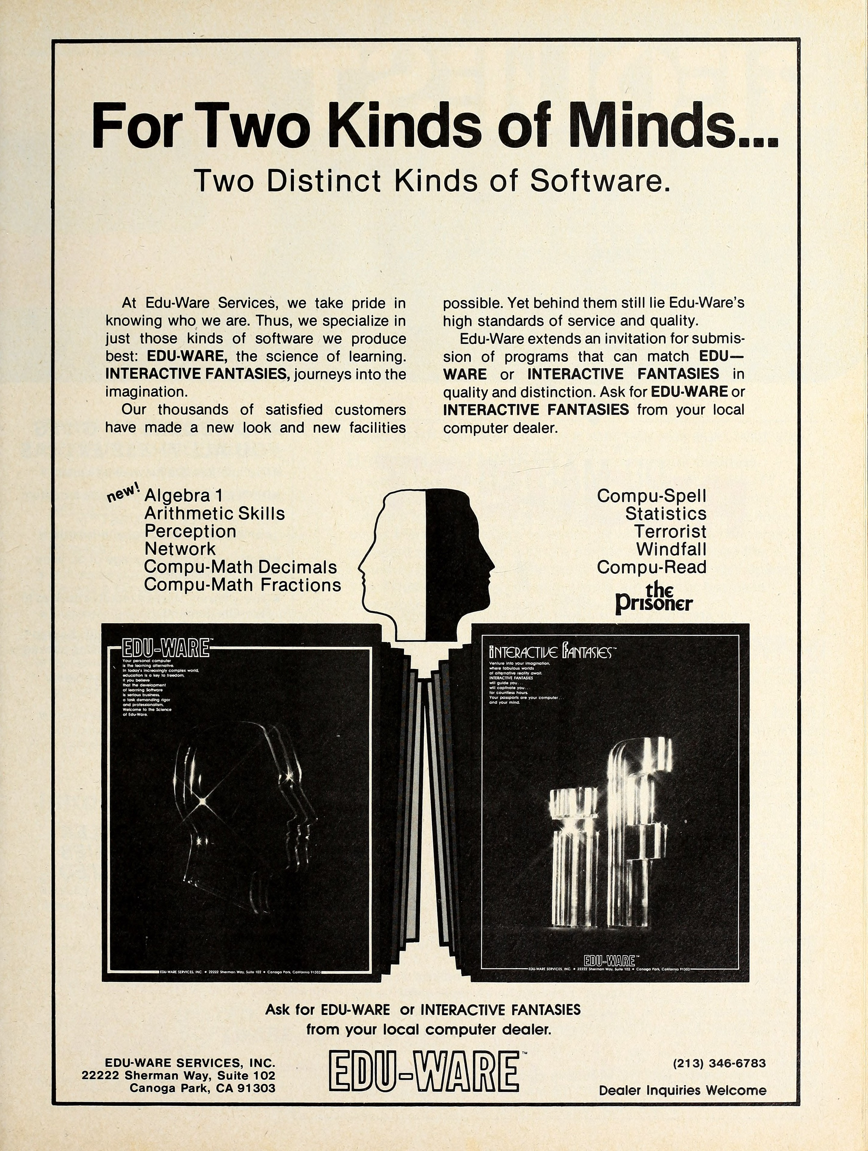 For Two Kinds of Minds...
Two Distinct Kinds of Software.
At Edu-Ware Services, we take pride in
knowing who we are. Thus, we specialize in
just those kinds of software we produce
best: EDU-WARE, the science of learning.
INTERACTIVE FANTASIES, journeys into the
imagination.
Our thousands of satisfied customers
have made a new look and new facilities
possible. Yet behind them still lie Edu-Ware's
high standards of service and quality.
Edu-Ware extends an invitation for submis-
sion of programs that can match EDU—
WARE or INTERACTIVE FANTASIES in
quality and distinction. Ask for EDU-WARE or
INTERACTIVE FANTASIES from your local
computer dealer.
new!
Algebra 1
Arithmetic Skills
Perception
Network
Compu-Math Decimals
Compu-Math Fractions
Compu-Spell
Statistics
Terrorist
Windfall
Compu-Read
the
Prisoner
EDU-WARE™
Your personal computer
is the learning alternative.
In today's increasingly complex world,
education is a key to freedom,
if you believe
that the development
of learning Software
is serious business,
a task demanding rigor
and professionalism,
Welcome to the Science
of Edu-Ware.
EDU-WARE SERVICES, INC. • 22222 Sherman Way, Suite 102 • Canoga Park, California 91303
INTERACTIVE FANTASIES™
Venture into your imagination,
where fabulous worlds
of alternative reality await.
INTERACTIVE FANTASIES
will guide you...
will captivate you...
for countless hours.
Your passports are your computer...
and your mind.
EDU-WARE™
EDU-WARE SERVICES, INC. • 22222 Sherman Way, Suite 102 • Canoga Park, California 91303
Ask for EDU-WARE or INTERACTIVE FANTASIES
from your local computer dealer.
EDU-WARE SERVICES, INC.
22222 Sherman Way, Suite 102
Canoga Park, CA 91303
EDU-WARE™
(213) 346-6783
Dealer Inquiries Welcome